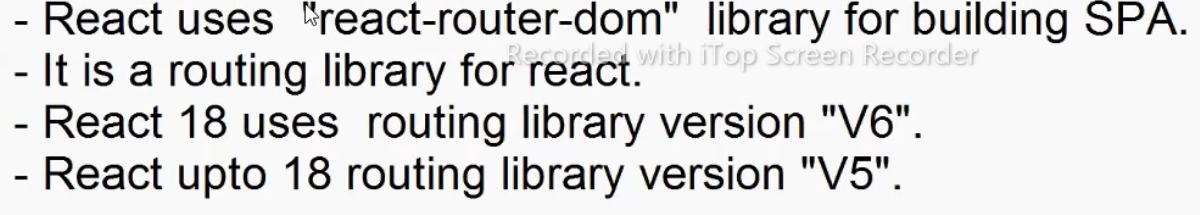 - React uses "react-router-dom" library for building SPA.
Recorded with iTop Screen Recorder
- It is a routing library for react.
- React 18 uses routing library version "V6".
- React upto 18 routing library version "V5".